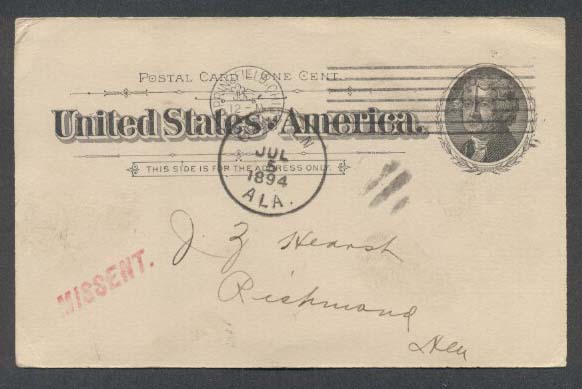 POSTAL CARD – ONE CENT.
United States of America.
THIS SIDE IS FOR THE ADDRESS ONLY.
JUL
5
1894
ALA.
MISSENT.
J. Z Hearsh
Richmond